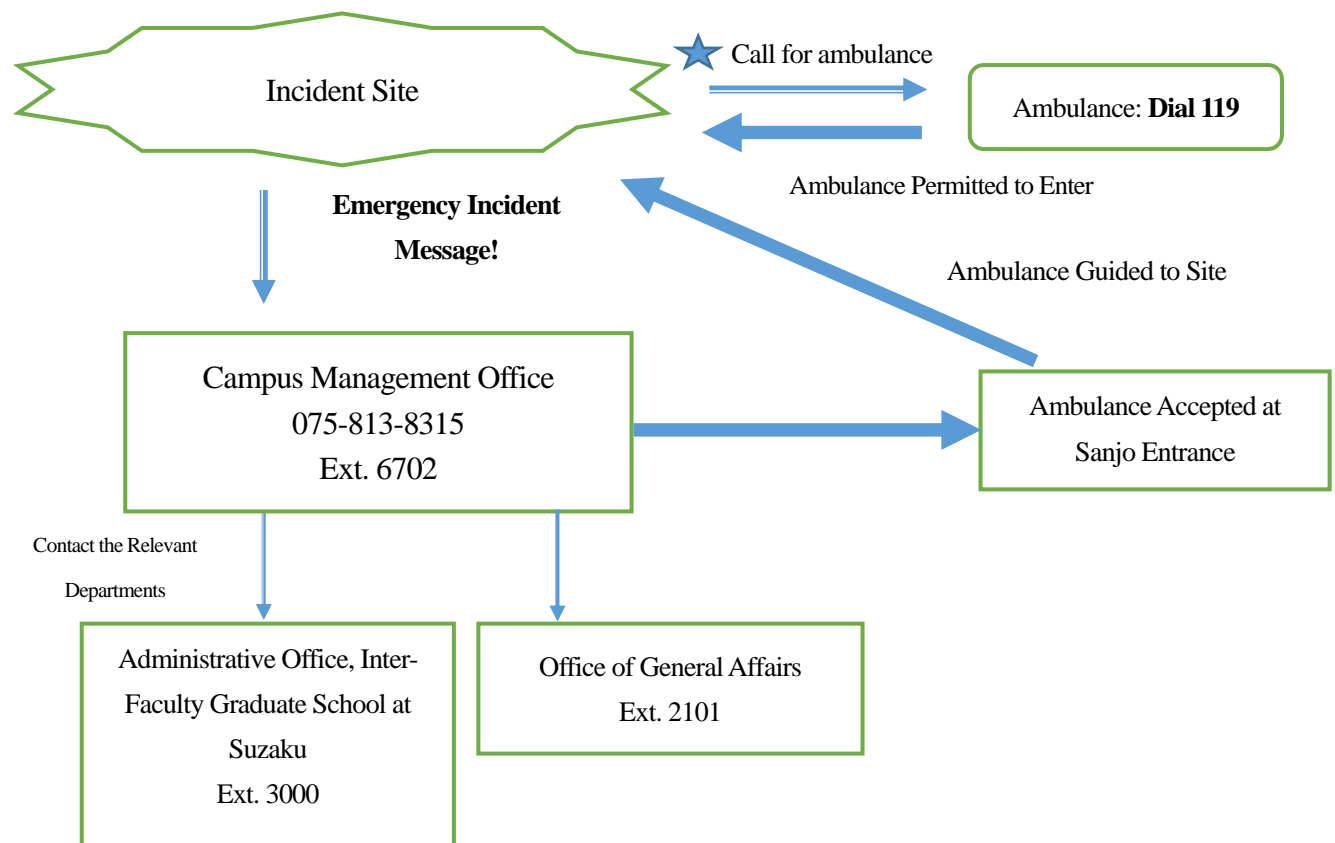 Incident Site
Call for ambulance
Ambulance: Dial 119
Ambulance Permitted to Enter
Emergency Incident
Message!
Ambulance Guided to Site
Campus Management Office
075-813-8315
Ext. 6702
Ambulance Accepted at
Sanjo Entrance
Contact the Relevant
Departments
Administrative Office, Inter-
Faculty Graduate School at
Suzaku
Ext. 3000
Office of General Affairs
Ext. 2101